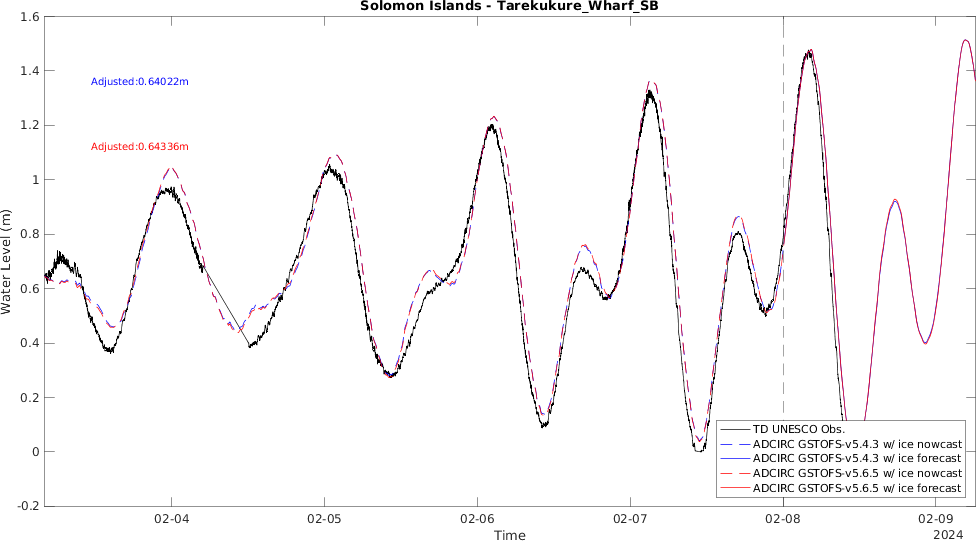 Solomon Islands - Tarekukure_Wharf_SB
1.6
1.4
1.2
1
0.8
0.6
0.4
0.2
0
-0.2
Water Level (m)
Adjusted:0.64022m
Adjusted:0.64336m
TD UNESCO Obs.
ADCIRC GSTOFS-v5.4.3 w/ ice nowcast
ADCIRC GSTOFS-v5.4.3 w/ ice forecast
ADCIRC GSTOFS-v5.6.5 w/ ice nowcast
ADCIRC GSTOFS-v5.6.5 w/ ice forecast
02-04 02-05 02-06 02-07 02-08 02-09
Time
2024